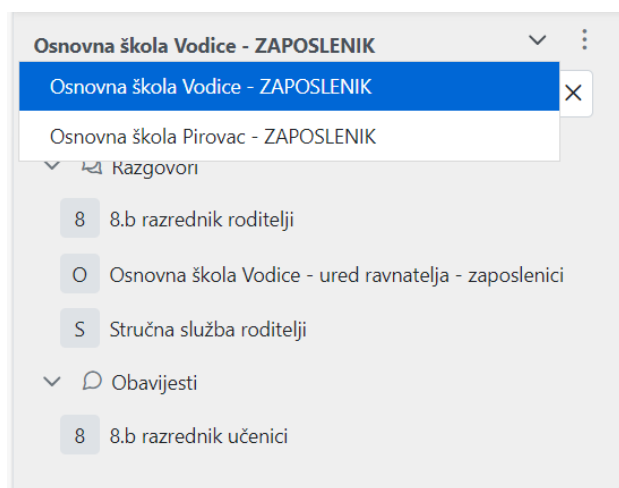 Osnovna škola Vodice - ZAPOSLENIK
Osnovna škola Vodice - ZAPOSLENIK
Osnovna škola Pirovac - ZAPOSLENIK
Razgovori
8 8.b razrednik roditelji
O Osnovna škola Vodice - ured ravnatelja - zaposlenici
S Stručna služba roditelji
Obavijesti
8 8.b razrednik učenici